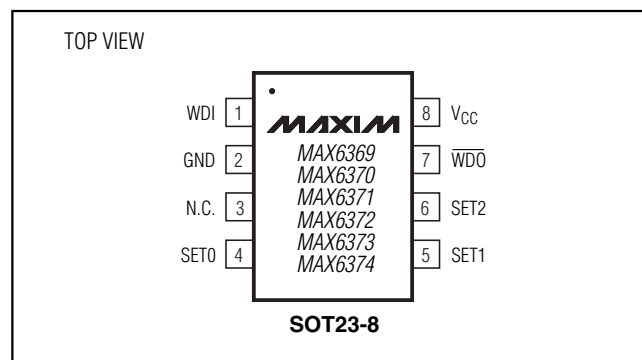 TOP VIEW
WDI 1
GND 2
N.C. 3
SET0 4
MAXIM
MAX6369
MAX6370
MAX6371
MAX6372
MAX6373
MAX6374
8 VCC
7 WDO
6 SET2
5 SET1
SOT23-8